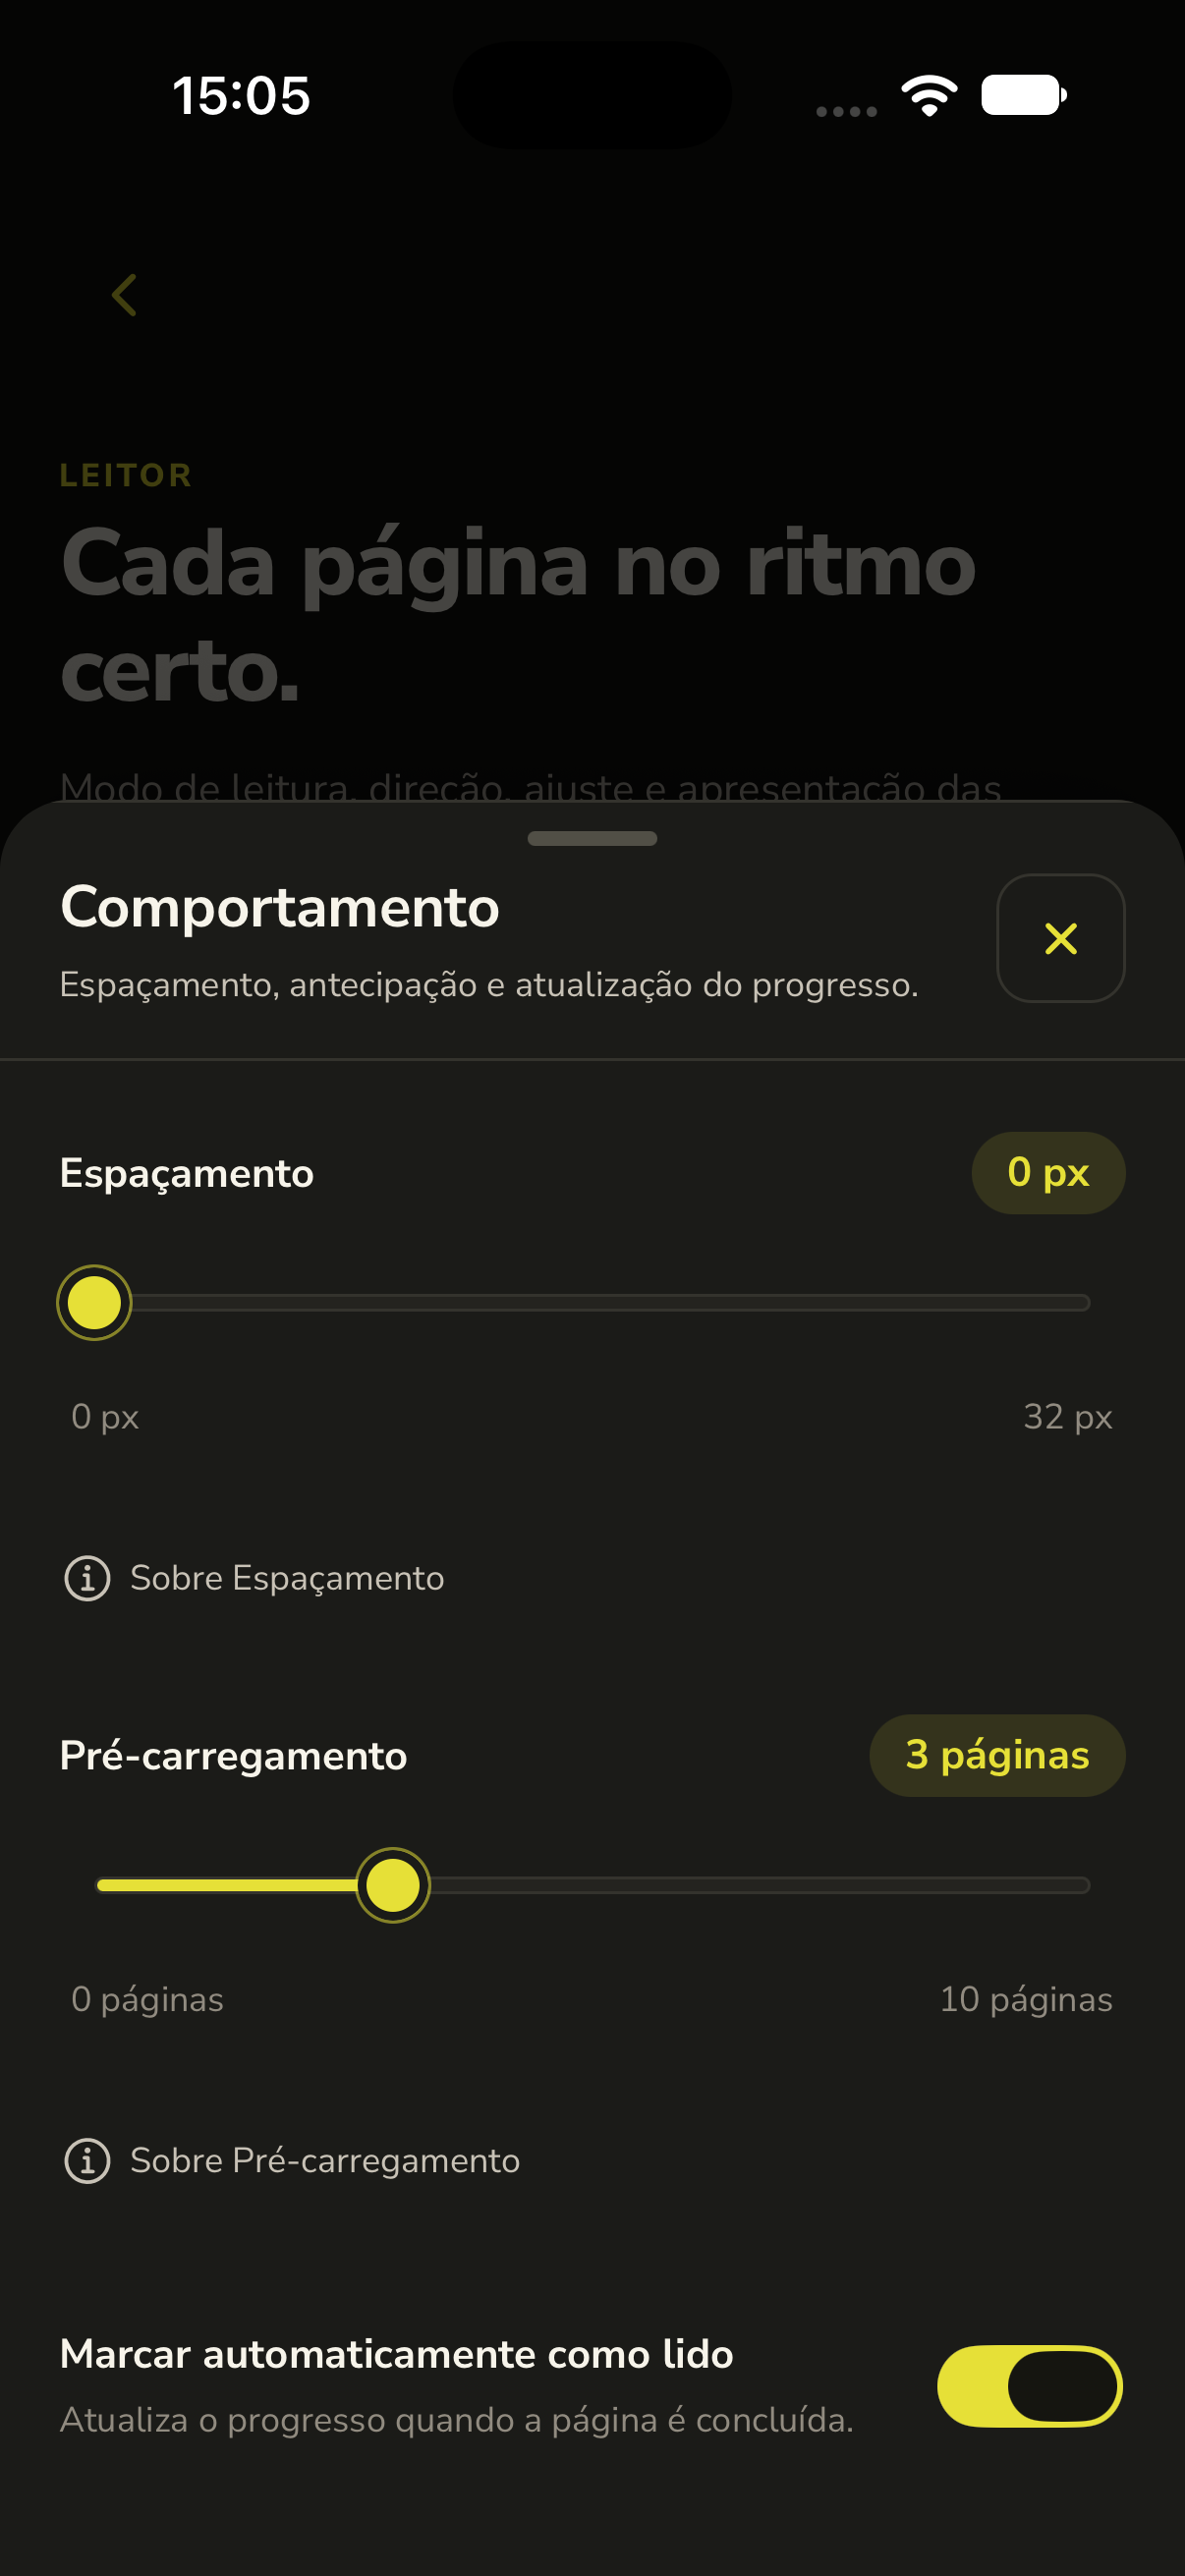 15:05
LEITOR
Cada página no ritmo
certo.
Modo de leitura, direção, ajuste e apresentação das
Comportamento
Espaçamento, antecipação e atualização do progresso.
Espaçamento
0 px
0 px
32 px
Sobre Espaçamento
Pré-carregamento
3 páginas
0 páginas
10 páginas
Sobre Pré-carregamento
Marcar automaticamente como lido
Atualiza o progresso quando a página é concluída.